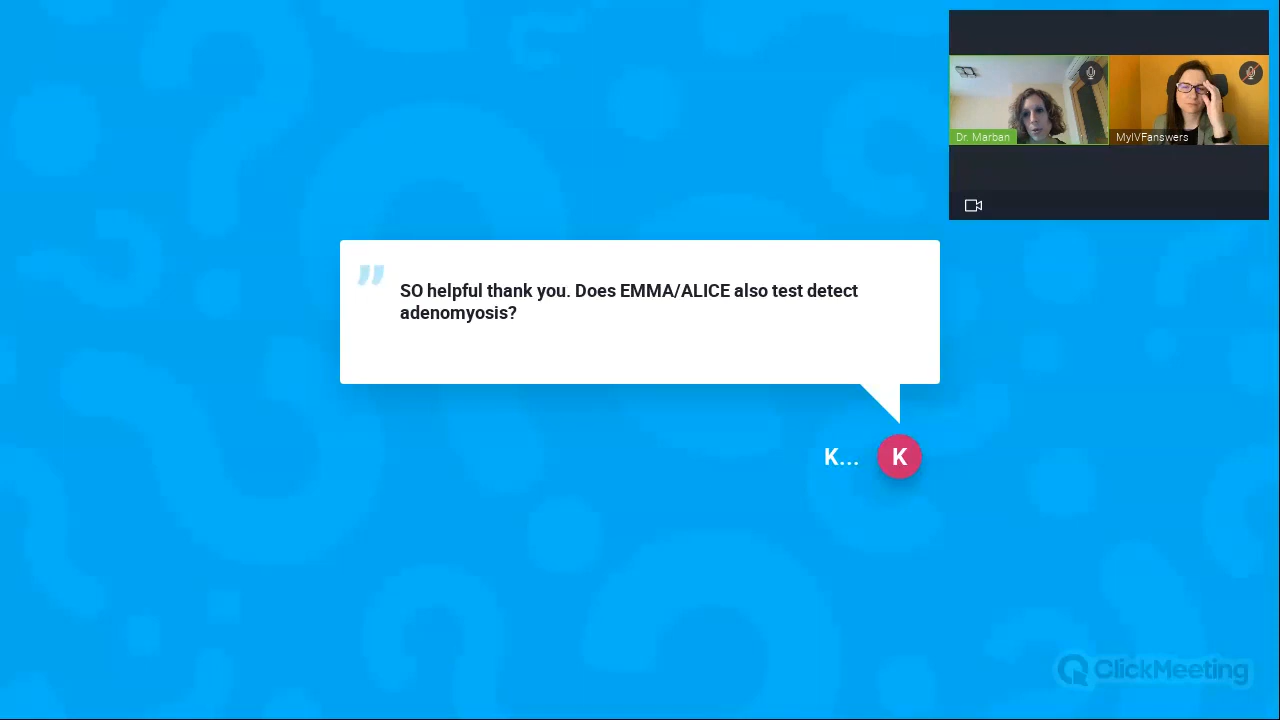 Dr. Marban
MyIVFanswers
SO helpful thank you. Does EMMA/ALICE also test detect
adenomyosis?
K...
K
ClickMeeting